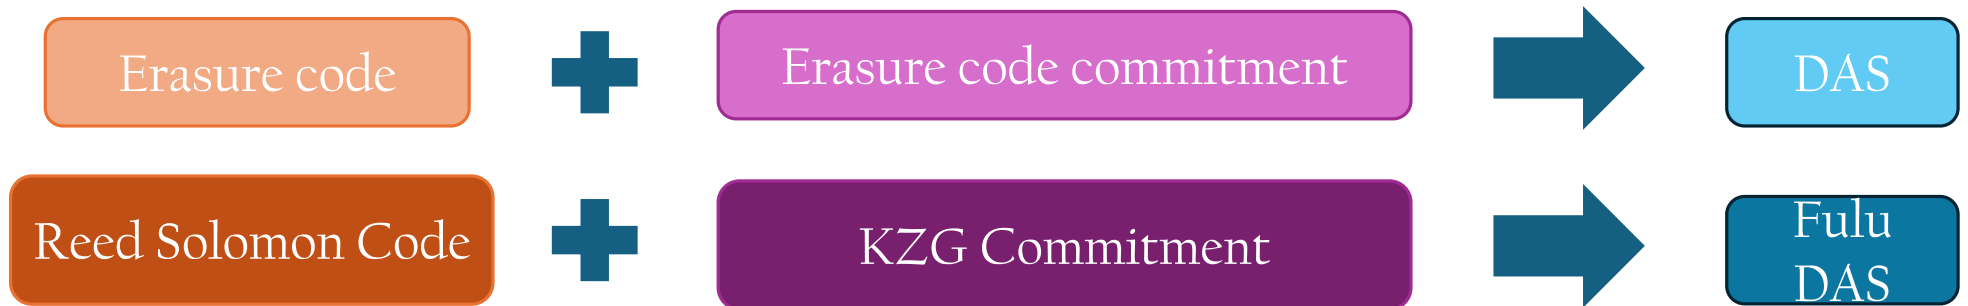 Erasure code
Erasure code commitment
DAS
Reed Solomon Code
KZG Commitment
Fulu
DAS